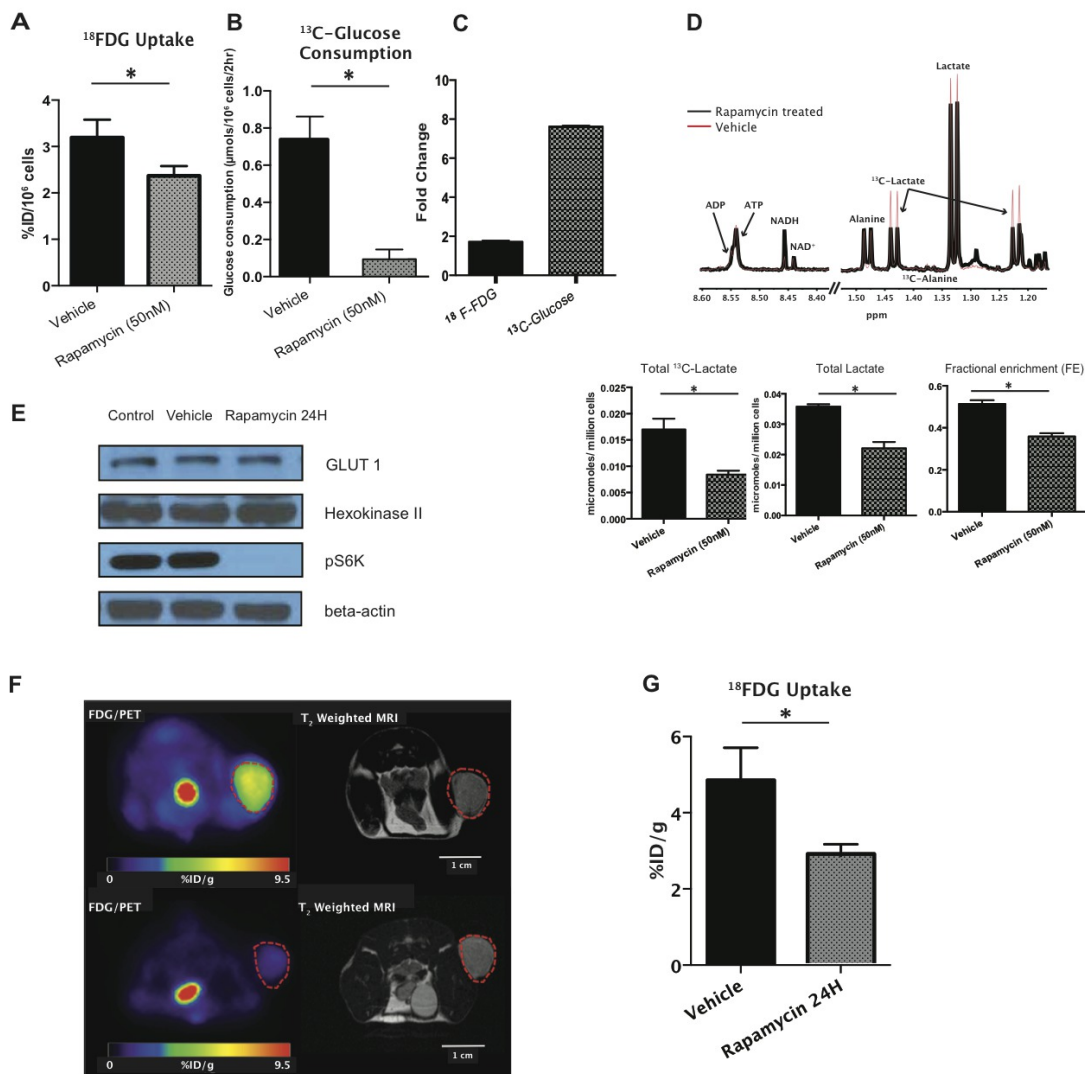 A
¹⁸FDG Uptake
*
%ID/10⁶ cells
4
3
2
1
0
Vehicle
Rapamycin (50nM)
B
¹³C-Glucose
Consumption
*
Glucose consumption (µmols/10⁶ cells/2hr)
1.0
0.8
0.6
0.4
0.2
0.0
Vehicle
Rapamycin (50nM)
C
Fold Change
10
8
6
4
2
0
¹⁸ F-FDG
¹³C-Glucose
D
Rapamycin treated
Vehicle
Lactate
¹³C-Lactate
ADP
ATP
NADH
NAD⁺
Alanine
¹³C-Alanine
8.60 8.55 8.50 8.45 8.40 1.50 1.45 1.40 1.35 1.30 1.25 1.20
ppm
Total ¹³C-Lactate
*
micromoles/ million cells
0.025
0.020
0.015
0.010
0.005
0.000
Vehicle
Rapamycin (50nM)
Total Lactate
*
micromoles/ million cells
0.04
0.03
0.02
0.01
0.00
Vehicle
Rapamycin (50nM)
Fractional enrichment (FE)
*
0.6
0.4
0.2
0.0
Vehicle
Rapamycin (50nM)
E
Control Vehicle Rapamycin 24H
GLUT 1
Hexokinase II
pS6K
beta-actin
F
FDG/PET
T₂ Weighted MRI
1 cm
0 %ID/g 9.5
FDG/PET
T₂ Weighted MRI
1 cm
0 %ID/g 9.5
G
¹⁸FDG Uptake
*
%ID/g
6
4
2
0
Vehicle
Rapamycin 24H